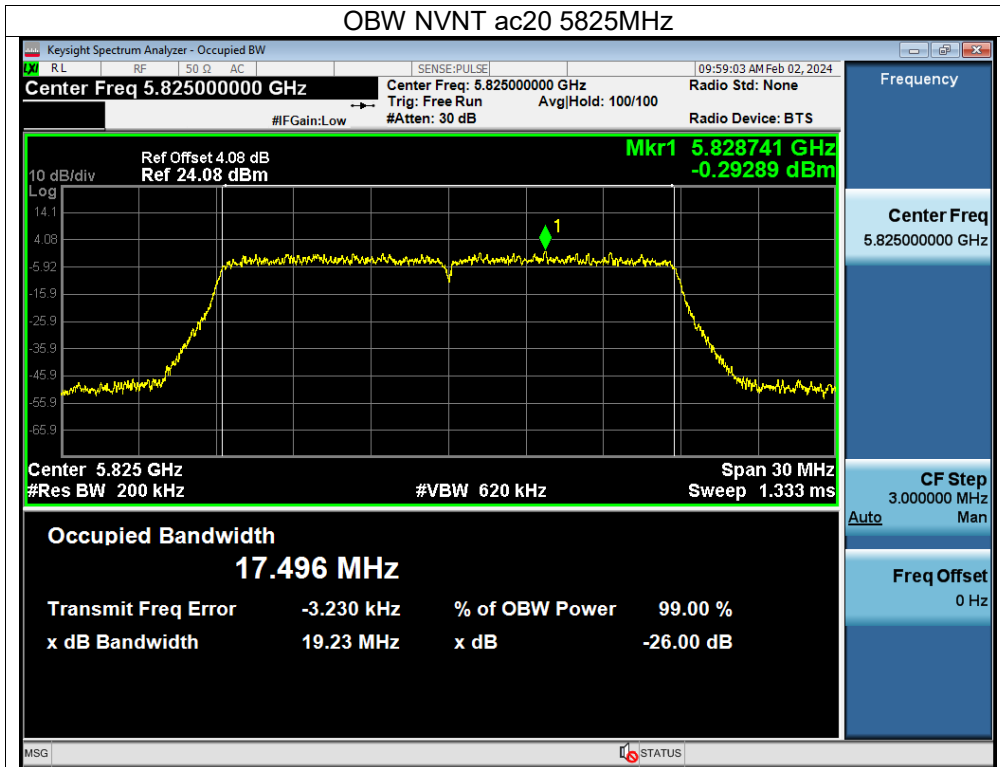 OBW NVNT ac20 5825MHz
Keysight Spectrum Analyzer - Occupied BW
LXI RL RF 50 Ω AC SENSE:PULSE 09:59:03 AM Feb 02, 2024
Center Freq 5.825000000 GHz Center Freq: 5.825000000 GHz Radio Std: None
Trig: Free Run Avg|Hold: 100/100
#IFGain:Low #Atten: 30 dB Radio Device: BTS
Frequency
Mkr1 5.828741 GHz
Ref Offset 4.08 dB
10 dB/div Ref 24.08 dBm -0.29289 dBm
Log
14.1
4.08
-5.92
-15.9
-25.9
-35.9
-45.9
-55.9
-65.9
1
Center 5.825 GHz Span 30 MHz
#Res BW 200 kHz #VBW 620 kHz Sweep 1.333 ms
Center Freq
5.825000000 GHz
CF Step
3.000000 MHz
Auto Man
Freq Offset
0 Hz
Occupied Bandwidth
17.496 MHz
Transmit Freq Error -3.230 kHz % of OBW Power 99.00 %
x dB Bandwidth 19.23 MHz x dB -26.00 dB
MSG STATUS